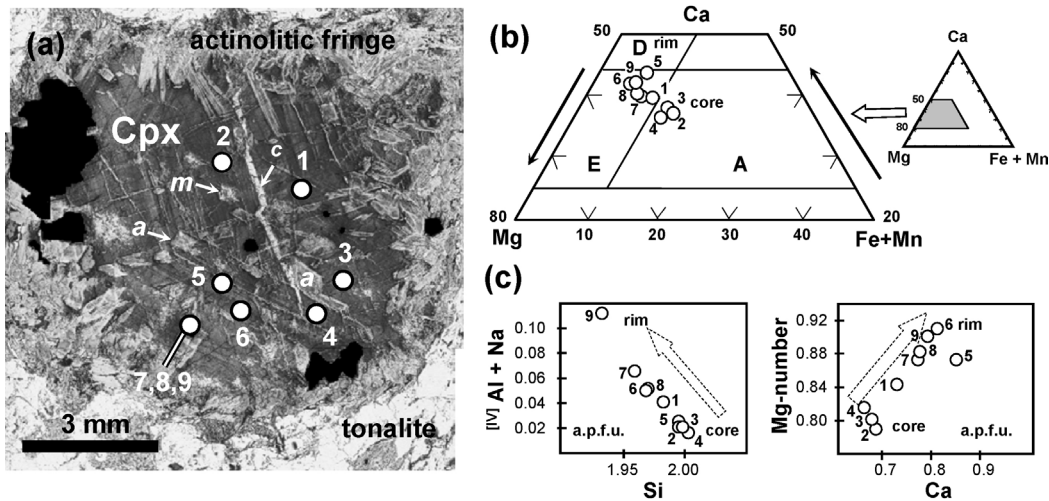 (a)
actinolitic fringe
Cpx
2
c
1
m
a
3
5
a
6
4
7,8,9
3 mm
tonalite
(b)
Ca
50
D rim
50
9
5
6
8
1
7
3
core
4
2
E
A
80
20
Mg
10
20
30
40
Fe+Mn
Ca
50
80
Mg
Fe + Mn
(c)
[IV] Al + Na
0.10
0.08
0.06
0.04
0.02
9
rim
7
6
8
1
5
3
2
4
core
a.p.f.u.
1.95
2.00
Si
Mg-number
0.92
0.88
0.84
0.80
6 rim
9
8
5
7
1
4
3
2
core
a.p.f.u.
0.7
0.8
0.9
Ca